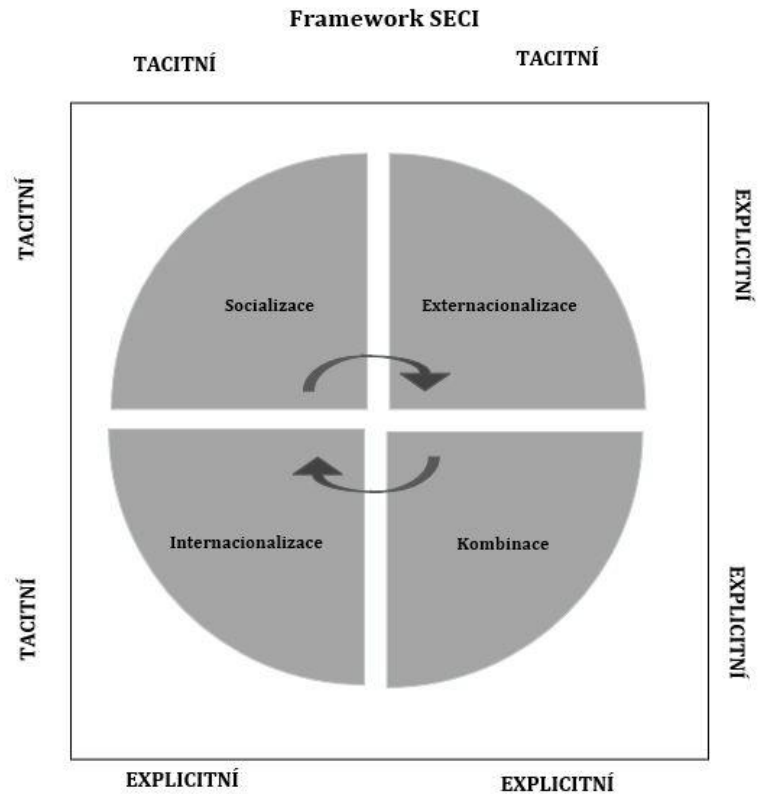 Framework SECI
TACITNÍ
TACITNÍ
TACITNÍ
EXPLICITNÍ
Socializace
Externacionalizace
Internacionalizace
Kombinace
TACITNÍ
EXPLICITNÍ
EXPLICITNÍ
EXPLICITNÍ